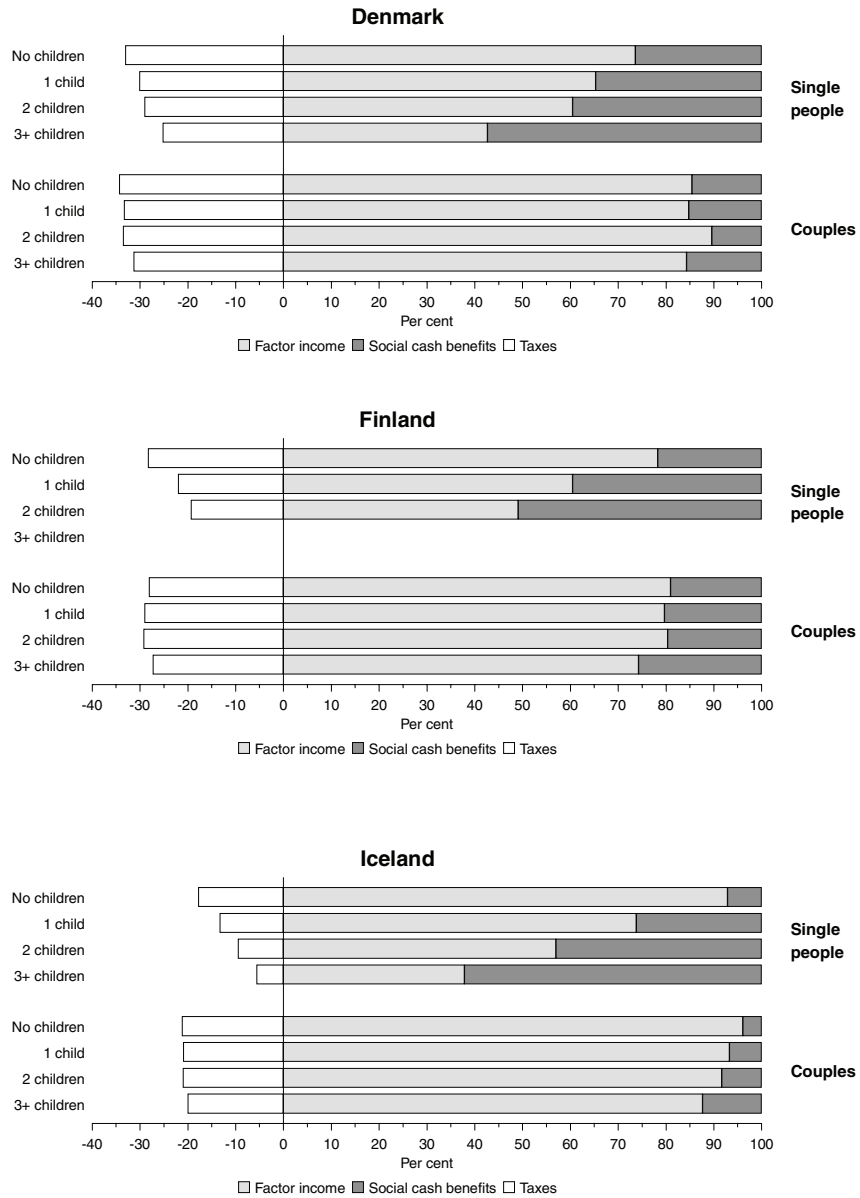 Denmark
No children
1 child
2 children
3+ children
Single
people
No children
1 child
2 children
3+ children
Couples
-40 -30 -20 -10 0 10 20 30 40 50 60 70 80 90 100
Per cent
Factor income Social cash benefits Taxes
Finland
No children
1 child
2 children
3+ children
Single
people
No children
1 child
2 children
3+ children
Couples
-40 -30 -20 -10 0 10 20 30 40 50 60 70 80 90 100
Per cent
Factor income Social cash benefits Taxes
Iceland
No children
1 child
2 children
3+ children
Single
people
No children
1 child
2 children
3+ children
Couples
-40 -30 -20 -10 0 10 20 30 40 50 60 70 80 90 100
Per cent
Factor income Social cash benefits Taxes